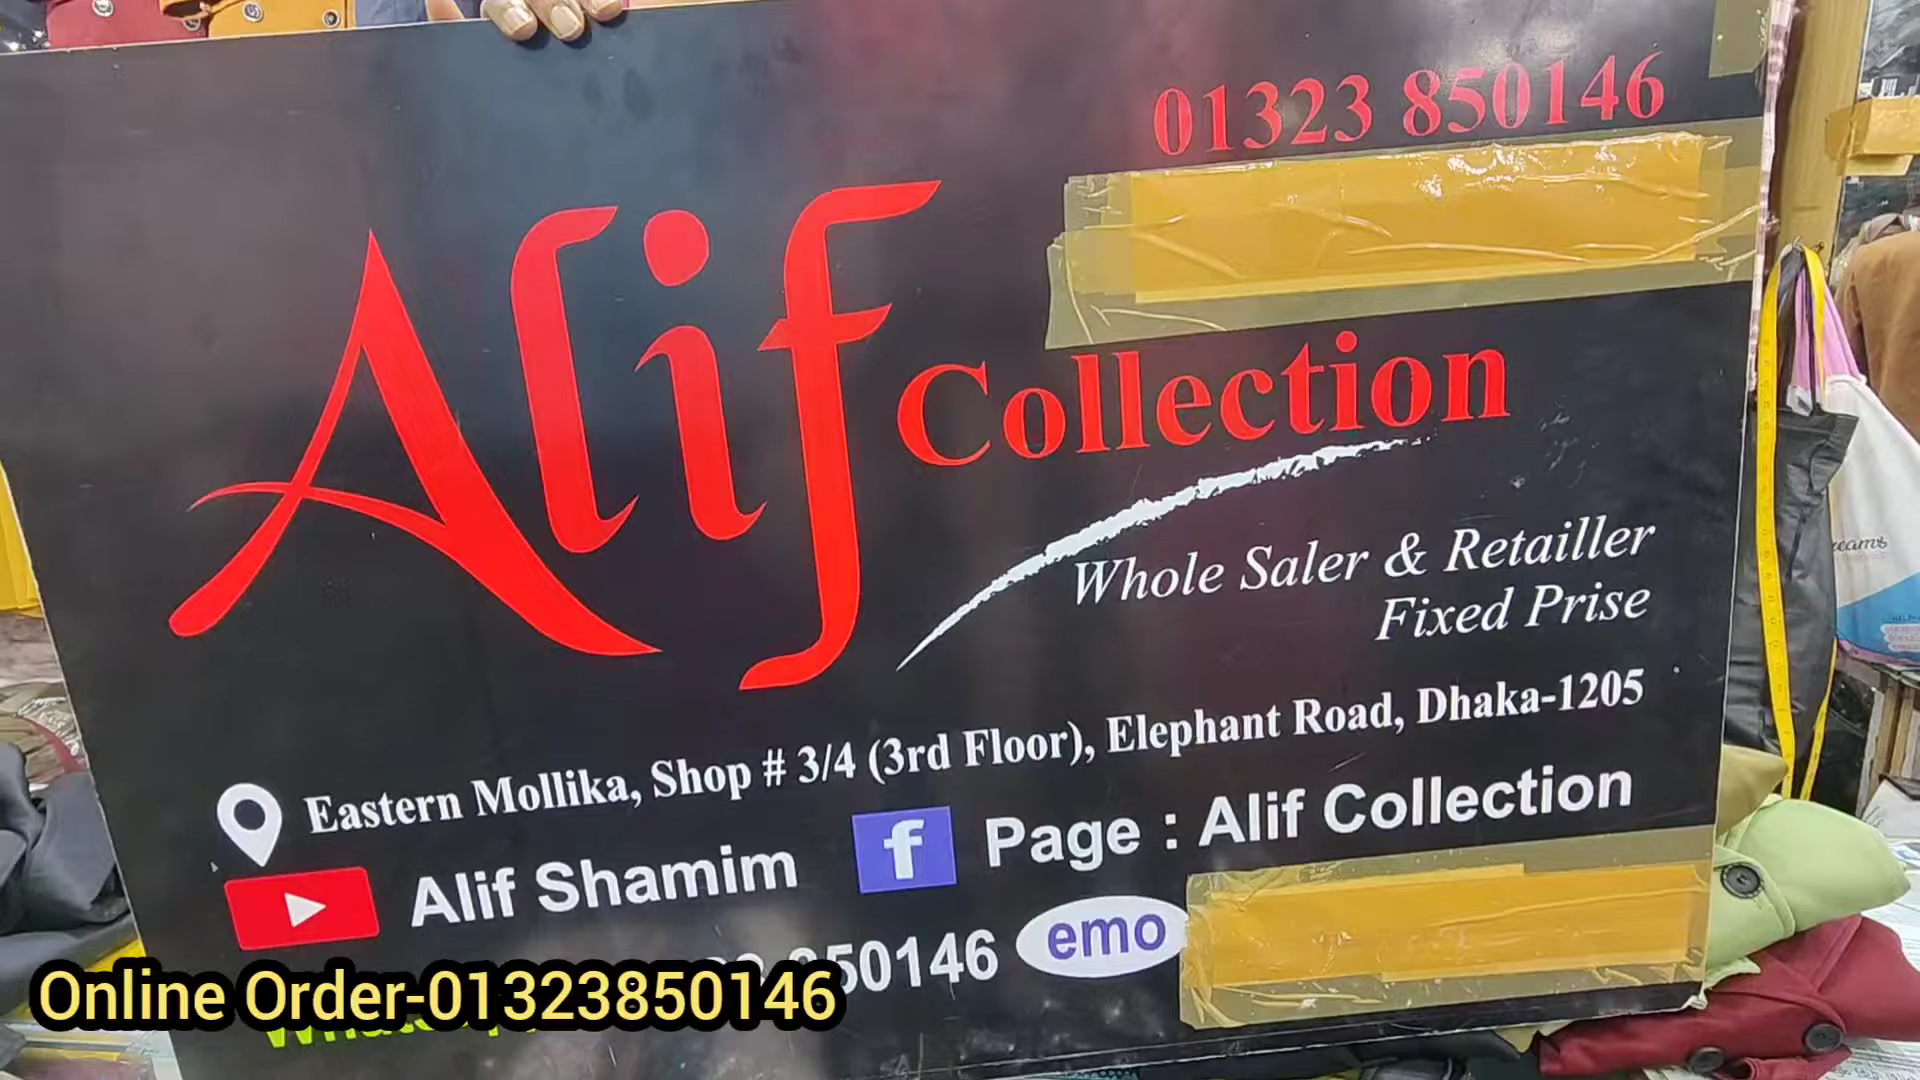 01323 850146
Alif Collection
Whole Saler & Retailler
Fixed Prise
Eastern Mollika, Shop # 3/4 (3rd Floor), Elephant Road, Dhaka-1205
Alif Shamim f Page : Alif Collection
850146 emo
Online Order-01323850146